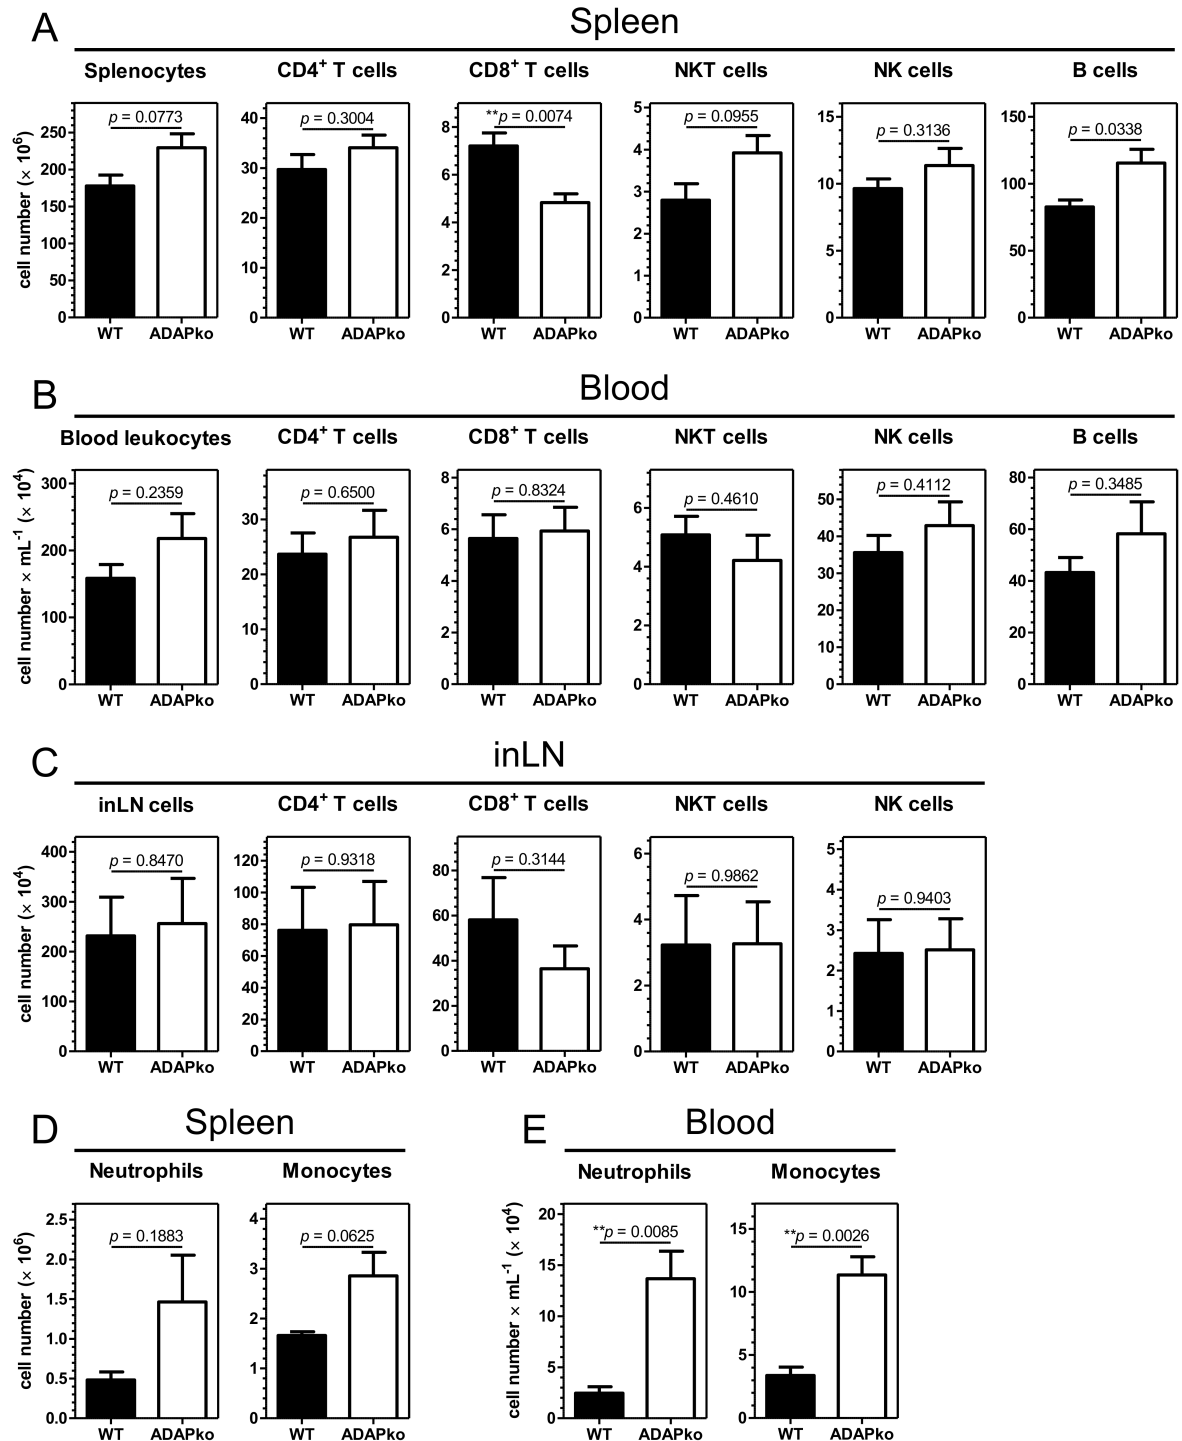 A Spleen
Splenocytes CD4+ T cells CD8+ T cells NKT cells NK cells B cells
cell number (× 10^6)
250 200 150 100 50 0
p = 0.0773
WT ADAPko
40 30 20 10 0
p = 0.3004
WT ADAPko
8 6 4 2 0
**p = 0.0074
WT ADAPko
5 4 3 2 1 0
p = 0.0955
WT ADAPko
15 10 5 0
p = 0.3136
WT ADAPko
150 100 50 0
p = 0.0338
WT ADAPko
B Blood
Blood leukocytes CD4+ T cells CD8+ T cells NKT cells NK cells B cells
cell number × mL^-1 (× 10^4)
300 200 100 0
p = 0.2359
WT ADAPko
30 20 10 0
p = 0.6500
WT ADAPko
8 6 4 2 0
p = 0.8324
WT ADAPko
6 4 2 0
p = 0.4610
WT ADAPko
50 40 30 20 10 0
p = 0.4112
WT ADAPko
80 60 40 20 0
p = 0.3485
WT ADAPko
C inLN
inLN cells CD4+ T cells CD8+ T cells NKT cells NK cells
cell number (× 10^4)
400 300 200 100 0
p = 0.8470
WT ADAPko
120 100 80 60 40 20 0
p = 0.9318
WT ADAPko
80 60 40 20 0
p = 0.3144
WT ADAPko
6 4 2 0
p = 0.9862
WT ADAPko
5 4 3 2 1 0
p = 0.9403
WT ADAPko
D Spleen
Neutrophils Monocytes
cell number (× 10^6)
2.5 2.0 1.5 1.0 0.5 0.0
p = 0.1883
WT ADAPko
4 3 2 1 0
p = 0.0625
WT ADAPko
E Blood
Neutrophils Monocytes
cell number × mL^-1 (× 10^4)
20 15 10 5 0
**p = 0.0085
WT ADAPko
15 10 5 0
**p = 0.0026
WT ADAPko